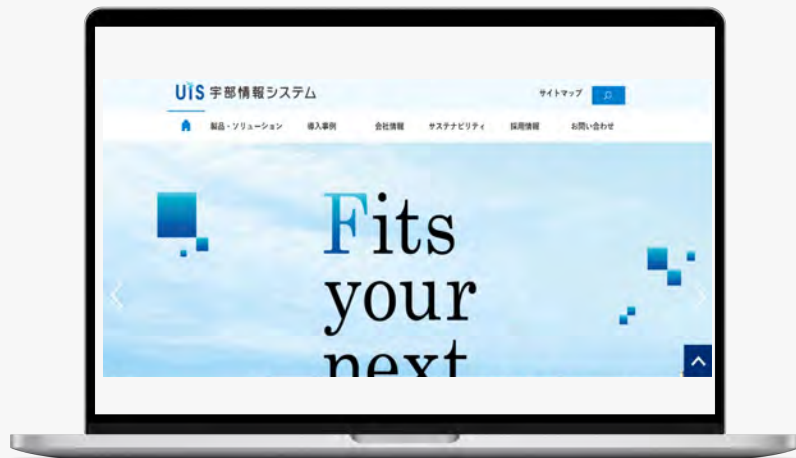 UIS 宇部情報システム
サイトマップ
製品・ソリューション 導入事例 会社情報 サステナビリティ 採用情報 お問い合わせ
Fits
your
next